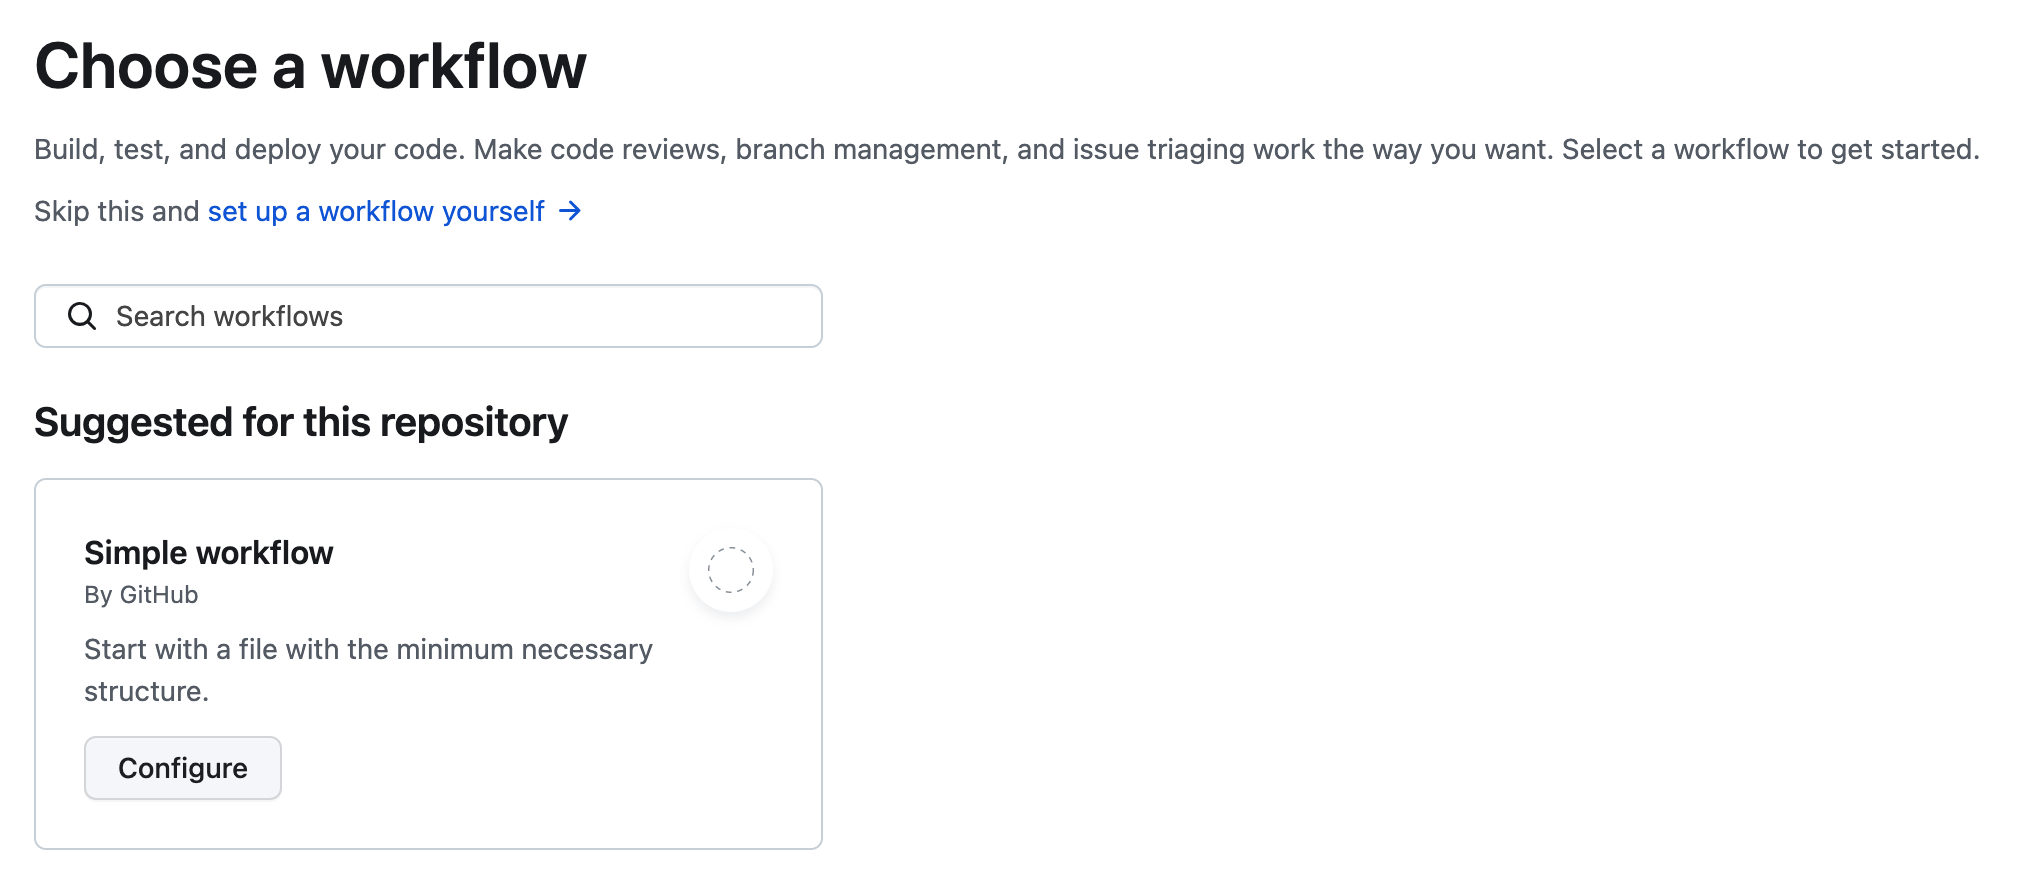 Choose a workflow
Build, test, and deploy your code. Make code reviews, branch management, and issue triaging work the way you want. Select a workflow to get started.
Skip this and set up a workflow yourself →
Search workflows
Suggested for this repository
Simple workflow
By GitHub
Start with a file with the minimum necessary
structure.
Configure